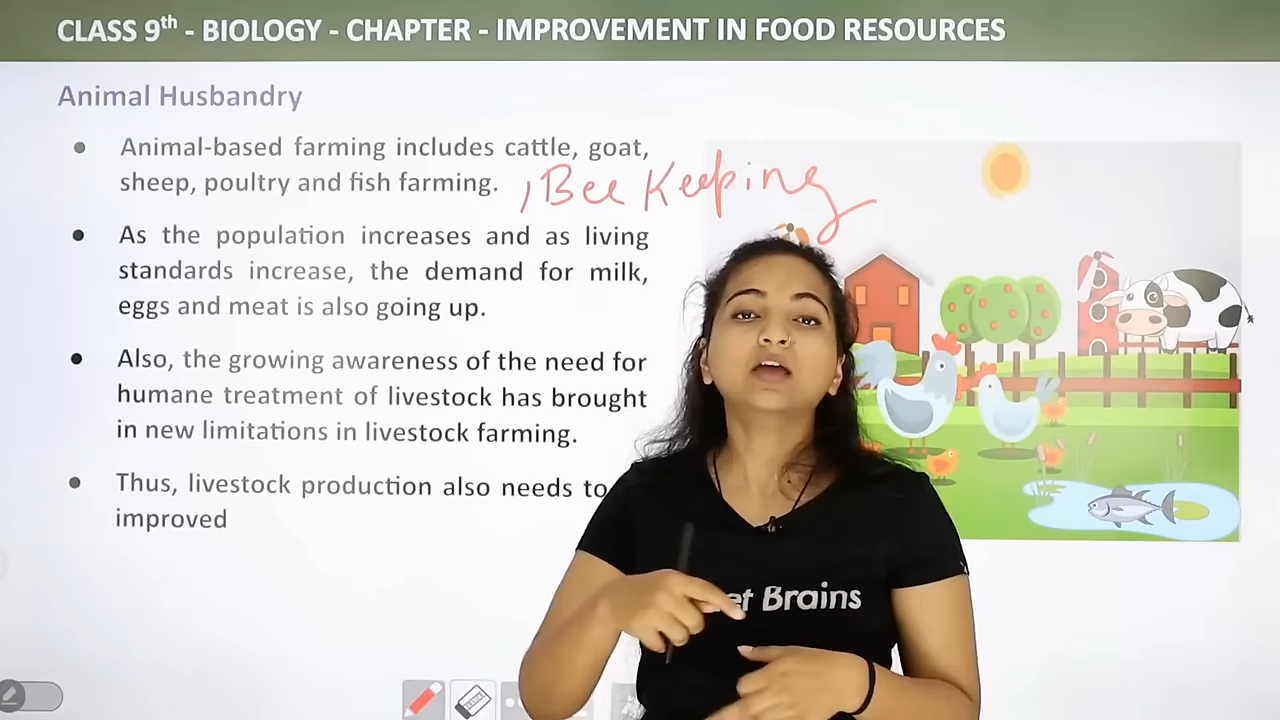 CLASS 9th - BIOLOGY - CHAPTER - IMPROVEMENT IN FOOD RESOURCES
Animal Husbandry
• Animal-based farming includes cattle, goat,
sheep, poultry and fish farming. , Bee Keeping
• As the population increases and as living
standards increase, the demand for milk,
eggs and meat is also going up.
• Also, the growing awareness of the need for
humane treatment of livestock has brought
in new limitations in livestock farming.
• Thus, livestock production also needs to
improved
et Brains